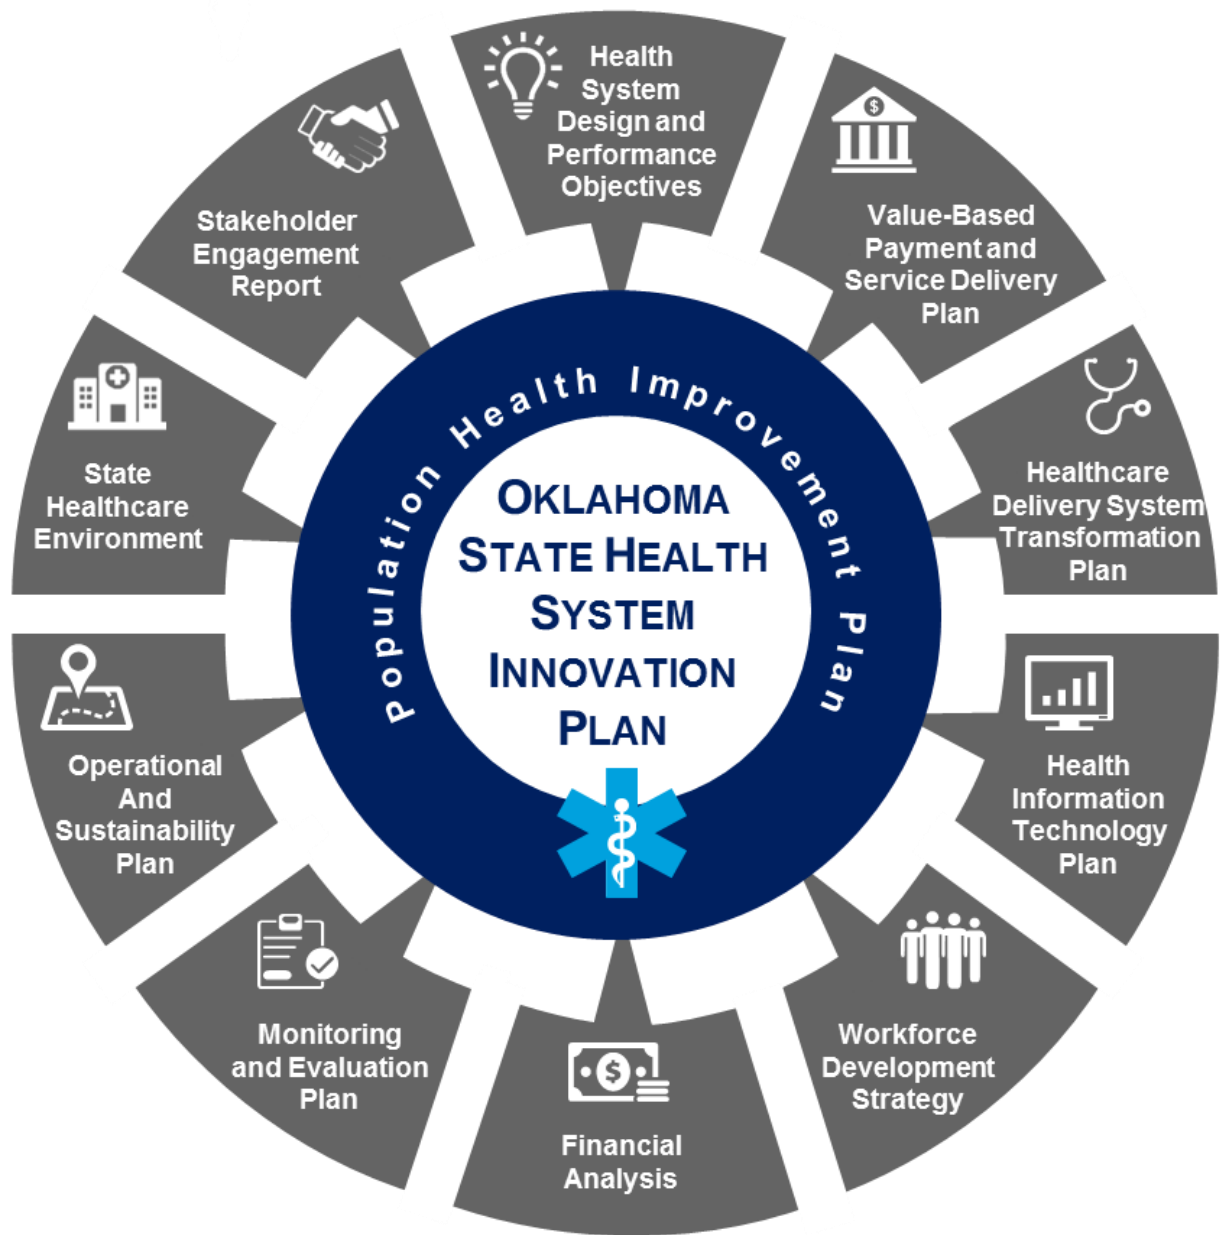 Health
System
Design and
Performance
Objectives
$
Value-Based
Payment and
Service Delivery
Plan
Healthcare
Delivery System
Transformation
Plan
Health
Information
Technology
Plan
Workforce
Development
Strategy
$
Financial
Analysis
Monitoring
and Evaluation
Plan
Operational
And
Sustainability
Plan
State
Healthcare
Environment
Stakeholder
Engagement
Report
Population Health Improvement Plan
OKLAHOMA
STATE HEALTH
SYSTEM
INNOVATION
PLAN